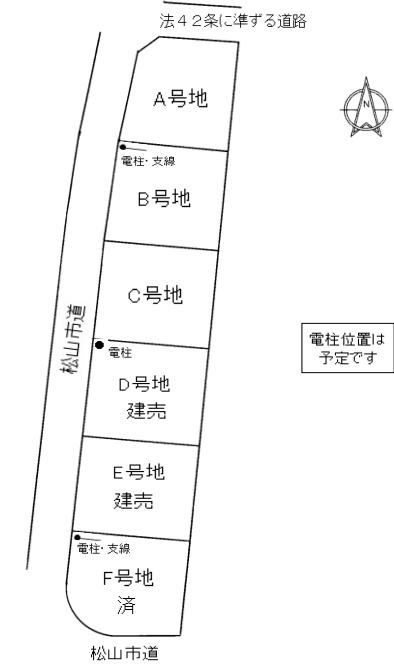 法４２条に準ずる道路
A号地
N
電柱・支線
B号地
C号地
松山市道
電柱位置は
予定です
電柱
D号地
建売
E号地
建売
電柱・支線
F号地
済
松山市道